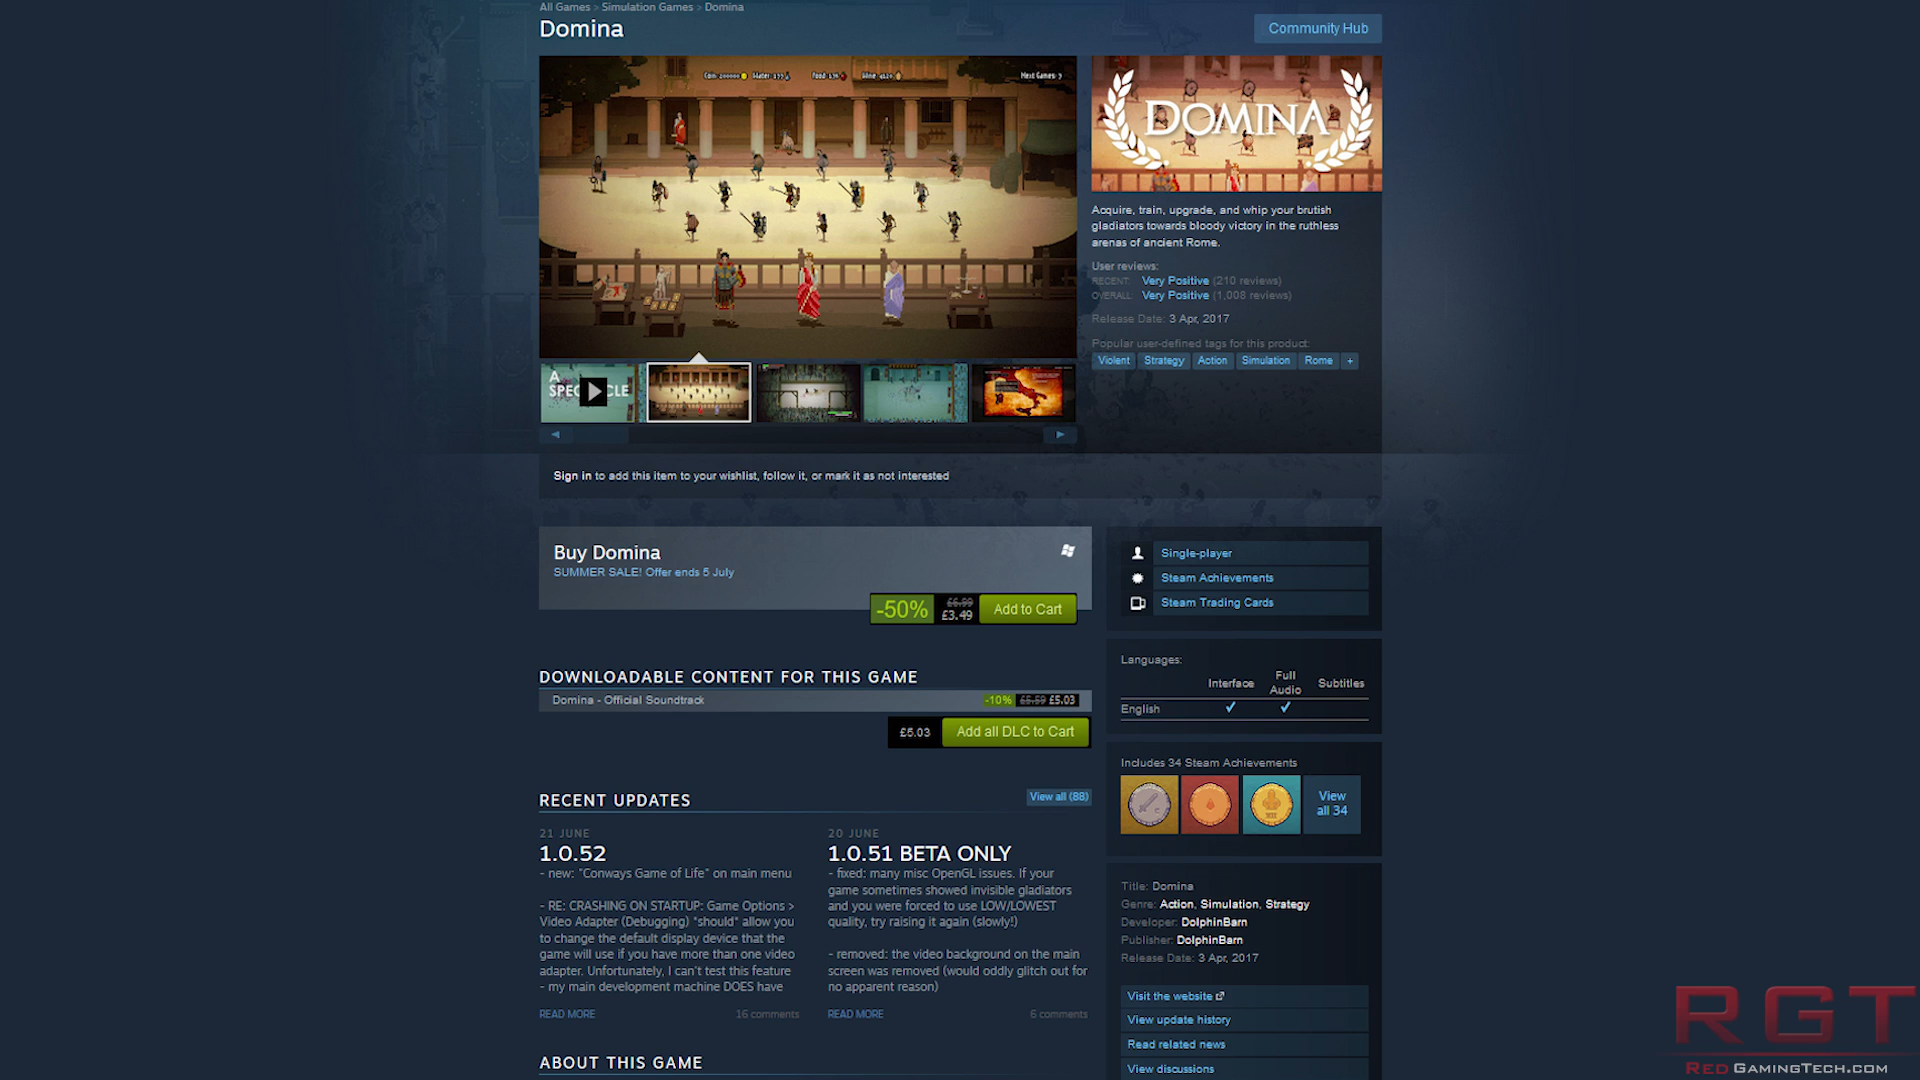 All Games > Simulation Games > Domina
Domina
Community Hub
Coin: 200000 Water: 199 Food: 13K Wine: 4120
Next Games: 7
DOMINA
A
SPEC CLE
Acquire, train, upgrade, and whip your brutish
gladiators towards bloody victory in the ruthless
arenas of ancient Rome.
User reviews:
RECENT: Very Positive (210 reviews)
OVERALL: Very Positive (1,008 reviews)
Release Date: 3 Apr, 2017
Popular user-defined tags for this product:
Violent Strategy Action Simulation Rome +
Sign in to add this item to your wishlist, follow it, or mark it as not interested
Buy Domina
SUMMER SALE! Offer ends 5 July
-50% £6.99 £3.49 Add to Cart
Single-player
Steam Achievements
Steam Trading Cards
DOWNLOADABLE CONTENT FOR THIS GAME
Domina - Official Soundtrack -10% £5.59 £5.03
£5.03 Add all DLC to Cart
Languages:
Interface Full Audio Subtitles
English ✓ ✓
Includes 34 Steam Achievements
View
all 34
RECENT UPDATES
View all (88)
21 JUNE
1.0.52
- new: "Conways Game of Life" on main menu
- RE: CRASHING ON STARTUP: Game Options >
Video Adapter (Debugging) *should* allow you
to change the default display device that the
game will use if you have more than one video
adapter. Unfortunately, I can't test this feature
- my main development machine DOES have
READ MORE 16 comments
20 JUNE
1.0.51 BETA ONLY
- fixed: many misc OpenGL issues. If your
game sometimes showed invisible gladiators
and you were forced to use LOW/LOWEST
quality, try raising it again (slowly!)
- removed: the video background on the main
screen was removed (would oddly glitch out for
no apparent reason)
READ MORE 6 comments
Title: Domina
Genre: Action, Simulation, Strategy
Developer: DolphinBarn
Publisher: DolphinBarn
Release Date: 3 Apr, 2017
Visit the website
View update history
Read related news
View discussions
ABOUT THIS GAME
RGT
RED GAMINGTECH.COM